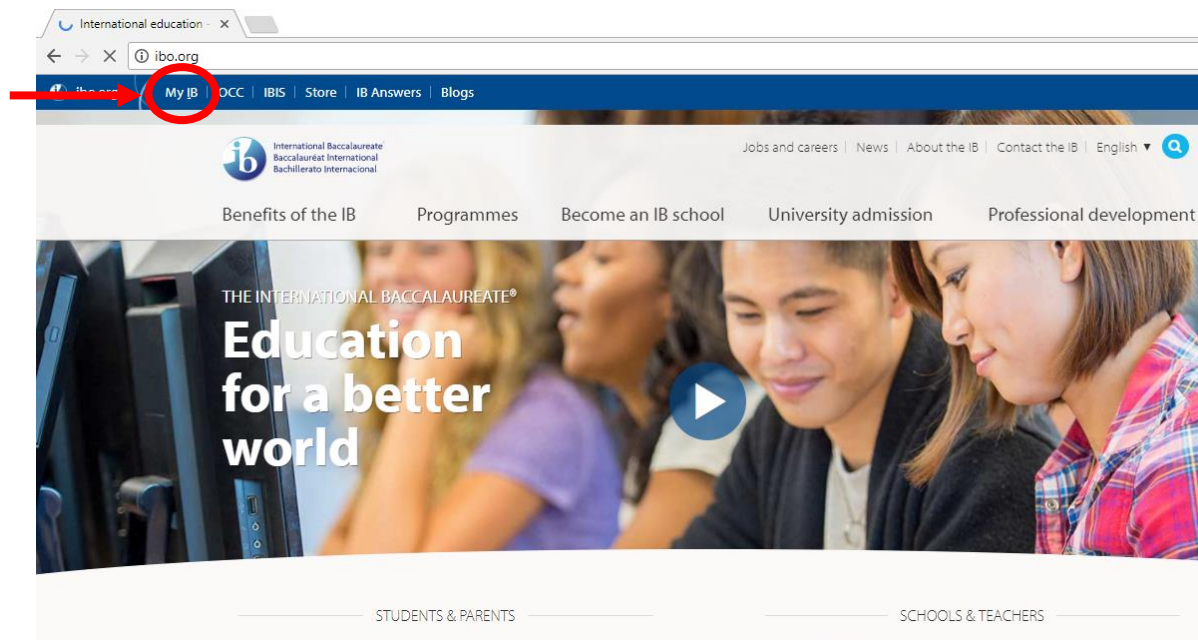 International education -
ibo.org
ibo.org My IB OCC IBIS Store IB Answers Blogs
ib International Baccalaureate
Baccalauréat International
Bachillerato Internacional
Jobs and careers News About the IB Contact the IB English
Benefits of the IB Programmes Become an IB school University admission Professional development
THE INTERNATIONAL BACCALAUREATE®
Education
for a better
world
STUDENTS & PARENTS SCHOOLS & TEACHERS